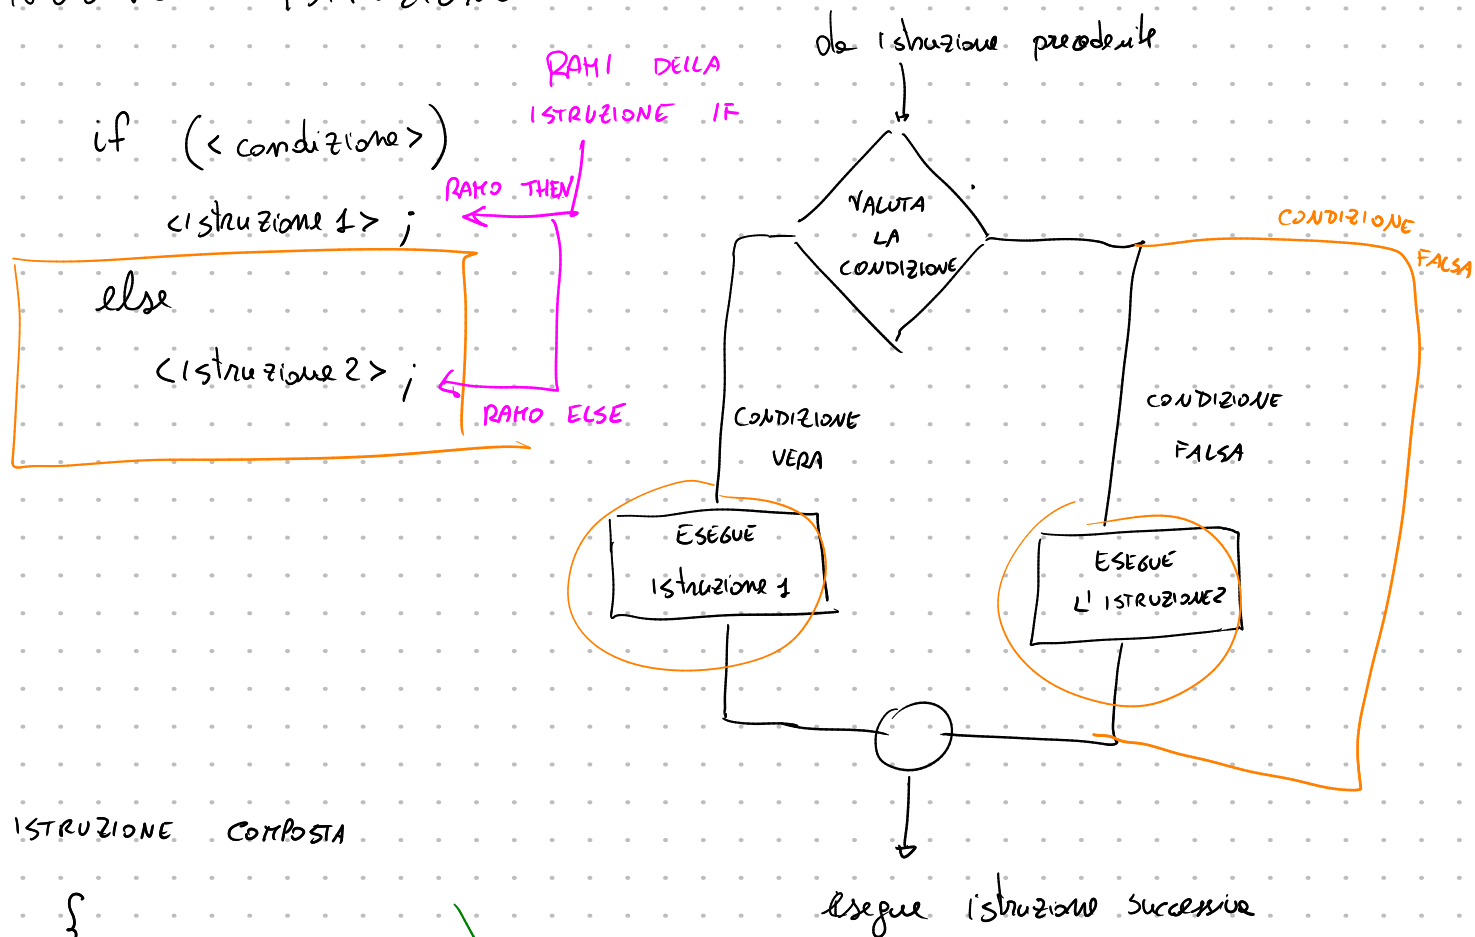 if (<condizione>)
<istruzione 1> ;
else
<istruzione 2> ;
RAMI DELLA
ISTRUZIONE IF
RAMO THEN
RAMO ELSE
da istruzione precedente
VALUTA
LA
CONDIZIONE
CONDIZIONE
FALSA
CONDIZIONE
VERA
CONDIZIONE
FALSA
ESEGUE
istruzione 1
ESEGUE
L'ISTRUZIONE2
esegue istruzione successiva
ISTRUZIONE COMPOSTA
{